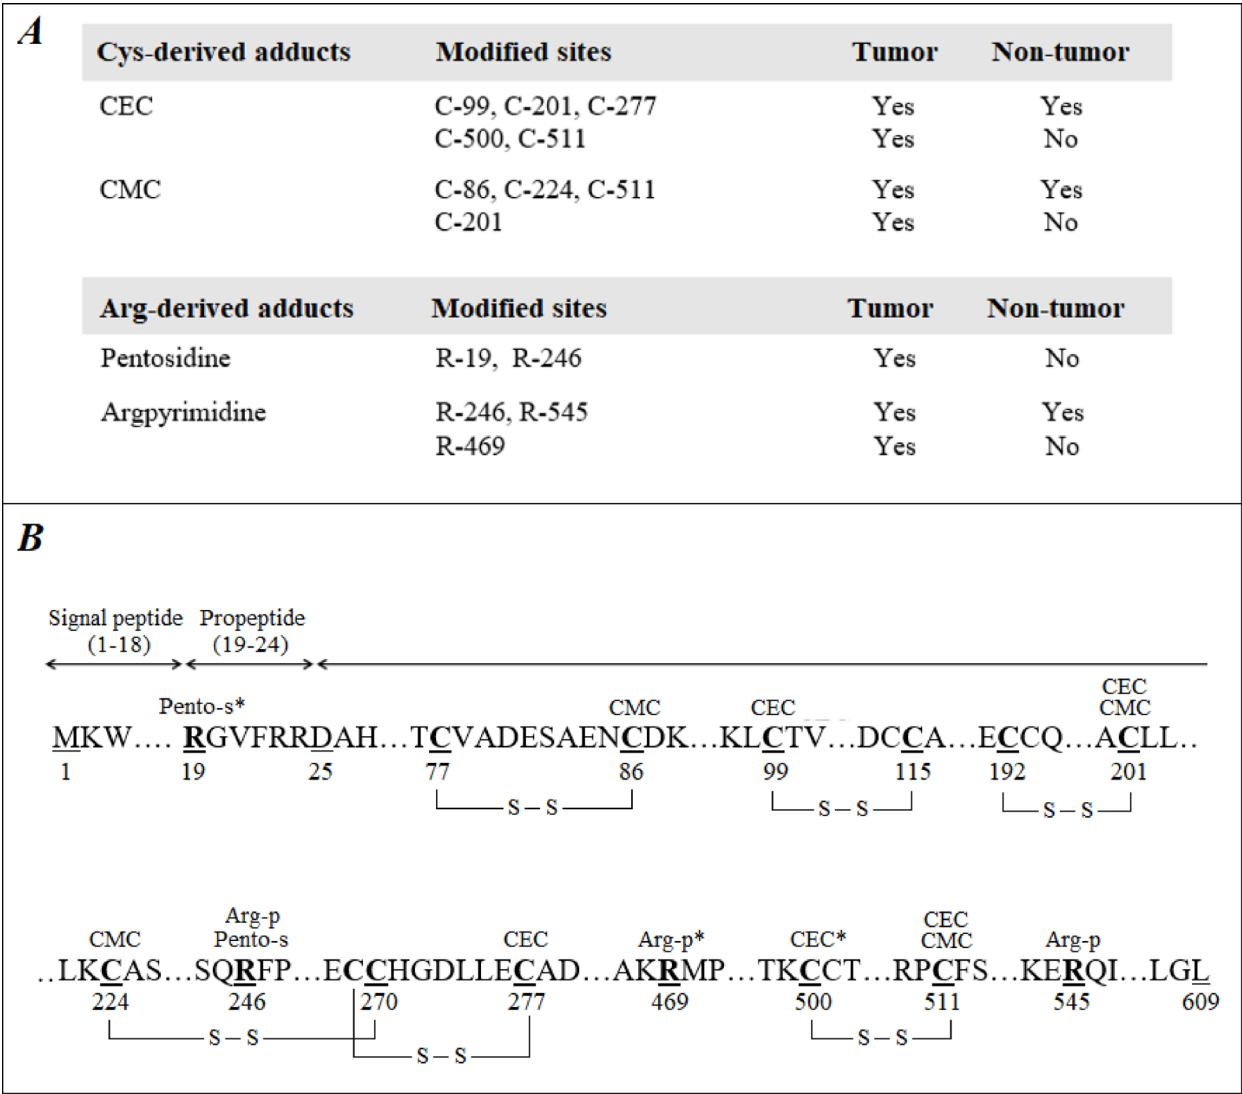 A
Cys-derived adducts Modified sites Tumor Non-tumor
CEC C-99, C-201, C-277 Yes Yes
C-500, C-511 Yes No
CMC C-86, C-224, C-511 Yes Yes
C-201 Yes No
Arg-derived adducts Modified sites Tumor Non-tumor
Pentosidine R-19, R-246 Yes No
Argpyrimidine R-246, R-545 Yes Yes
R-469 Yes No
B
Signal peptide Propeptide
(1-18) (19-24)
CEC
Pento-s* CMC CEC CMC
MKW.... RGVFRRDAH...TCVADESAENCDK...KLCTV...DCCA...ECCQ...ACLL..
1 19 25 77 86 99 115 192 201
S – S S – S S – S
Arg-p CEC
CMC Pento-s CEC Arg-p* CEC* CMC Arg-p
..LKCAS...SQRFP...ECCHGDLLECAD...AKRMP...TKCCT...RPCFS...KERQI...LGL
224 246 270 277 469 500 511 545 609
S – S S – S
S – S